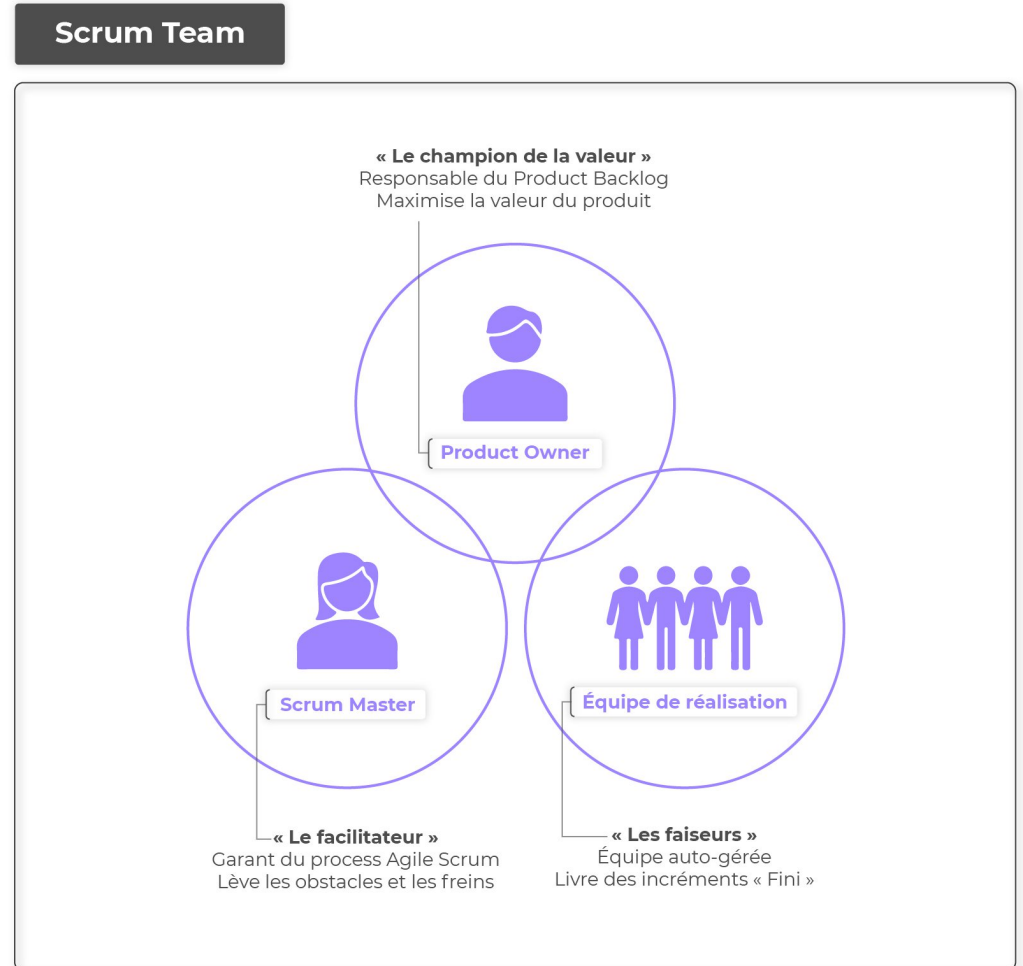 Scrum Team
« Le champion de la valeur »
Responsable du Product Backlog
Maximise la valeur du produit
Product Owner
Scrum Master
Équipe de réalisation
« Le facilitateur »
Garant du process Agile Scrum
Lève les obstacles et les freins
« Les faiseurs »
Équipe auto-gérée
Livre des incréments « Fini »